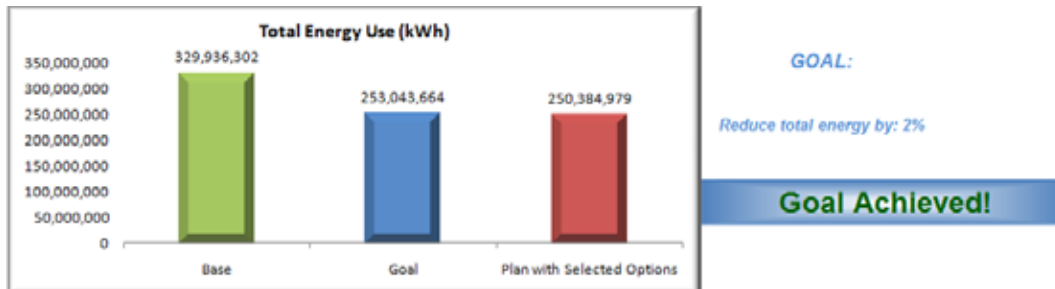 Total Energy Use (kWh)
350,000,000
300,000,000
250,000,000
200,000,000
150,000,000
100,000,000
50,000,000
0
329,936,302
253,043,664
250,384,979
Base
Goal
Plan with Selected Options
GOAL:
Reduce total energy by: 2%
Goal Achieved!